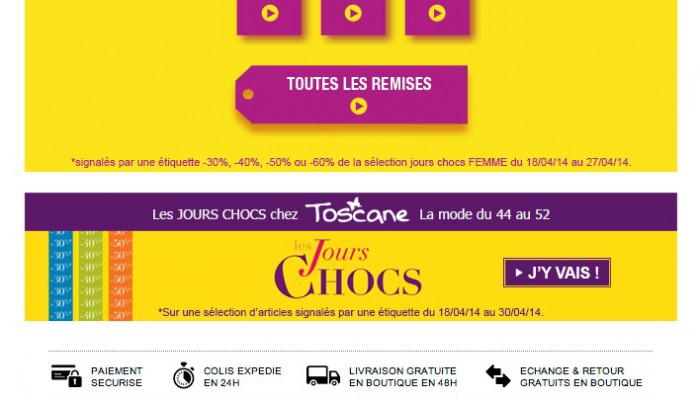 TOUTES LES REMISES
*signalés par une étiquette -30%, -40%, -50% ou -60% de la sélection jours chocs FEMME du 18/04/14 au 27/04/14.
Les JOURS CHOCS chez Toscane La mode du 44 au 52
-30%* -40%* -50%*
-30%* -40%* -50%*
-30%* -40%* -50%*
-30%* -40%* -50%*
-30%* -40%* -50%*
-30%* -40%* -50%*
-30%* -40%* -50%*
les Jours
CHOCS
J'Y VAIS !
*Sur une sélection d'articles signalés par une étiquette du 18/04/14 au 30/04/14.
PAIEMENT
SECURISE
COLIS EXPEDIE
EN 24H
LIVRAISON GRATUITE
EN BOUTIQUE EN 48H
ECHANGE & RETOUR
GRATUITS EN BOUTIQUE